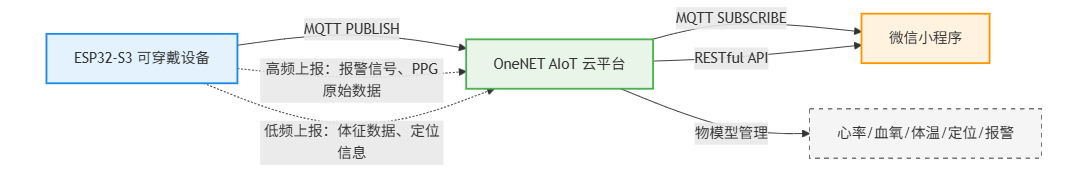 ESP32-S3 可穿戴设备
MQTT PUBLISH
高频上报：报警信号、PPG
原始数据
低频上报：体征数据、定位
信息
OneNET AIoT 云平台
MQTT SUBSCRIBE
RESTful API
物模型管理
微信小程序
心率/血氧/体温/定位/报警